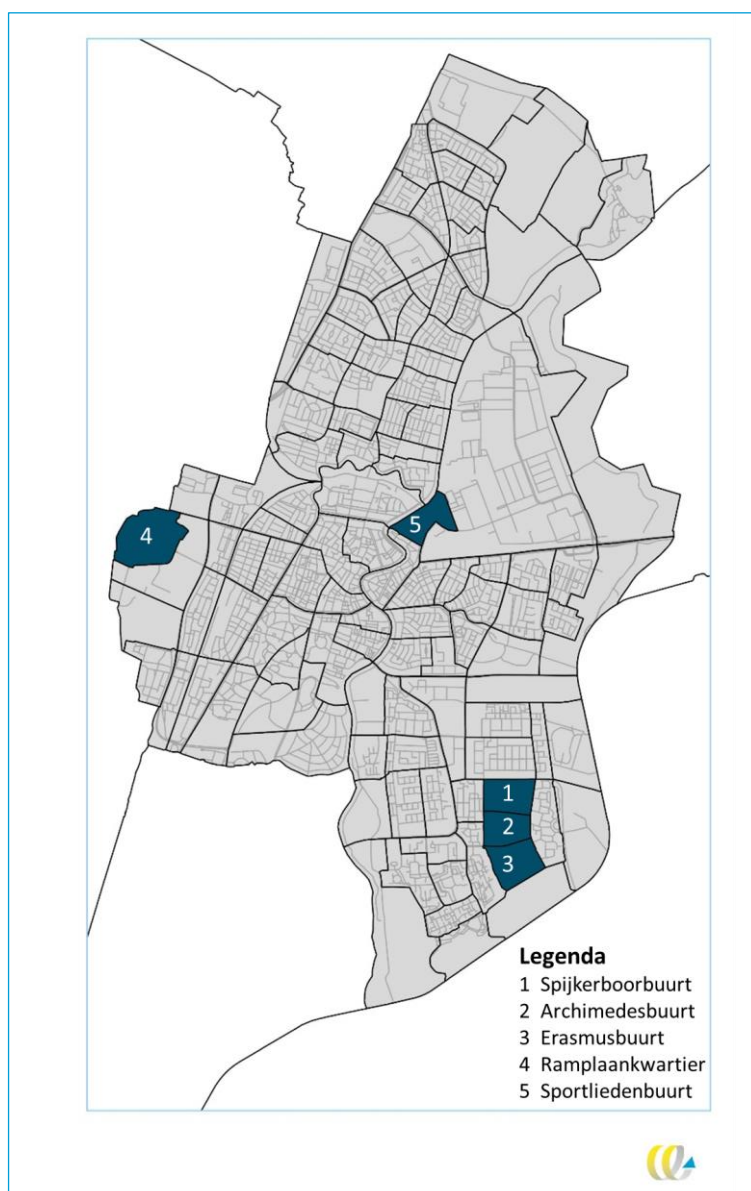 4
5
1
2
3
Legenda
1 Spijkerboorbuurt
2 Archimedesbuurt
3 Erasmusbuurt
4 Ramplaankwartier
5 Sportliedenbuurt